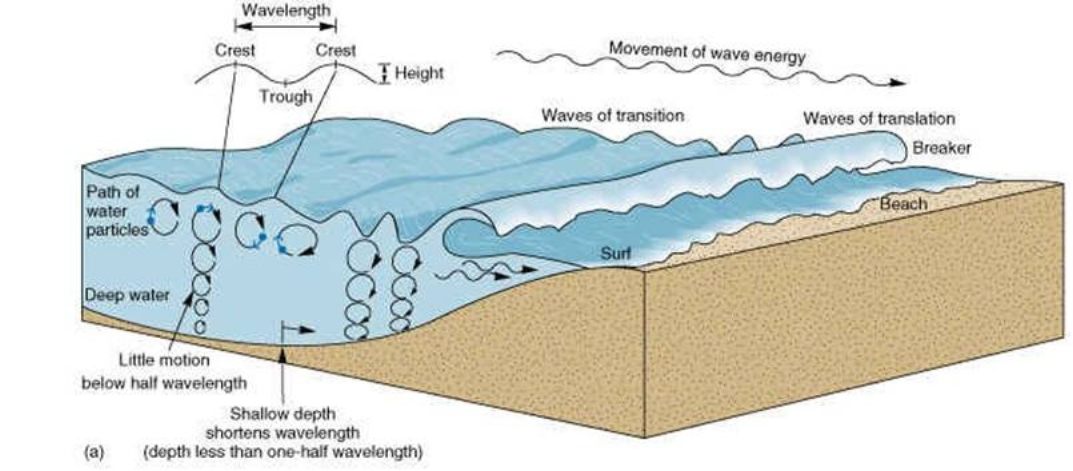 Wavelength
Crest
Crest
Height
Trough
Movement of wave energy
Waves of transition
Waves of translation
Breaker
Path of
water
particles
Beach
Surf
Deep water
Little motion
below half wavelength
Shallow depth
shortens wavelength
(a)
(depth less than one-half wavelength)